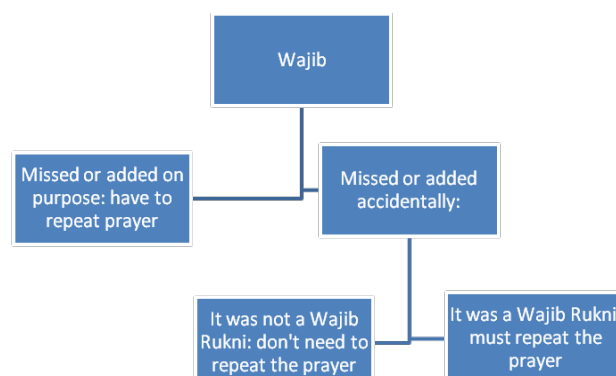 Wajib
Missed or added on
purpose: have to
repeat prayer
Missed or added
accidentally:
It was not a Wajib
Rukni: don't need to
repeat the prayer
It was a Wajib Rukni
must repeat the
prayer